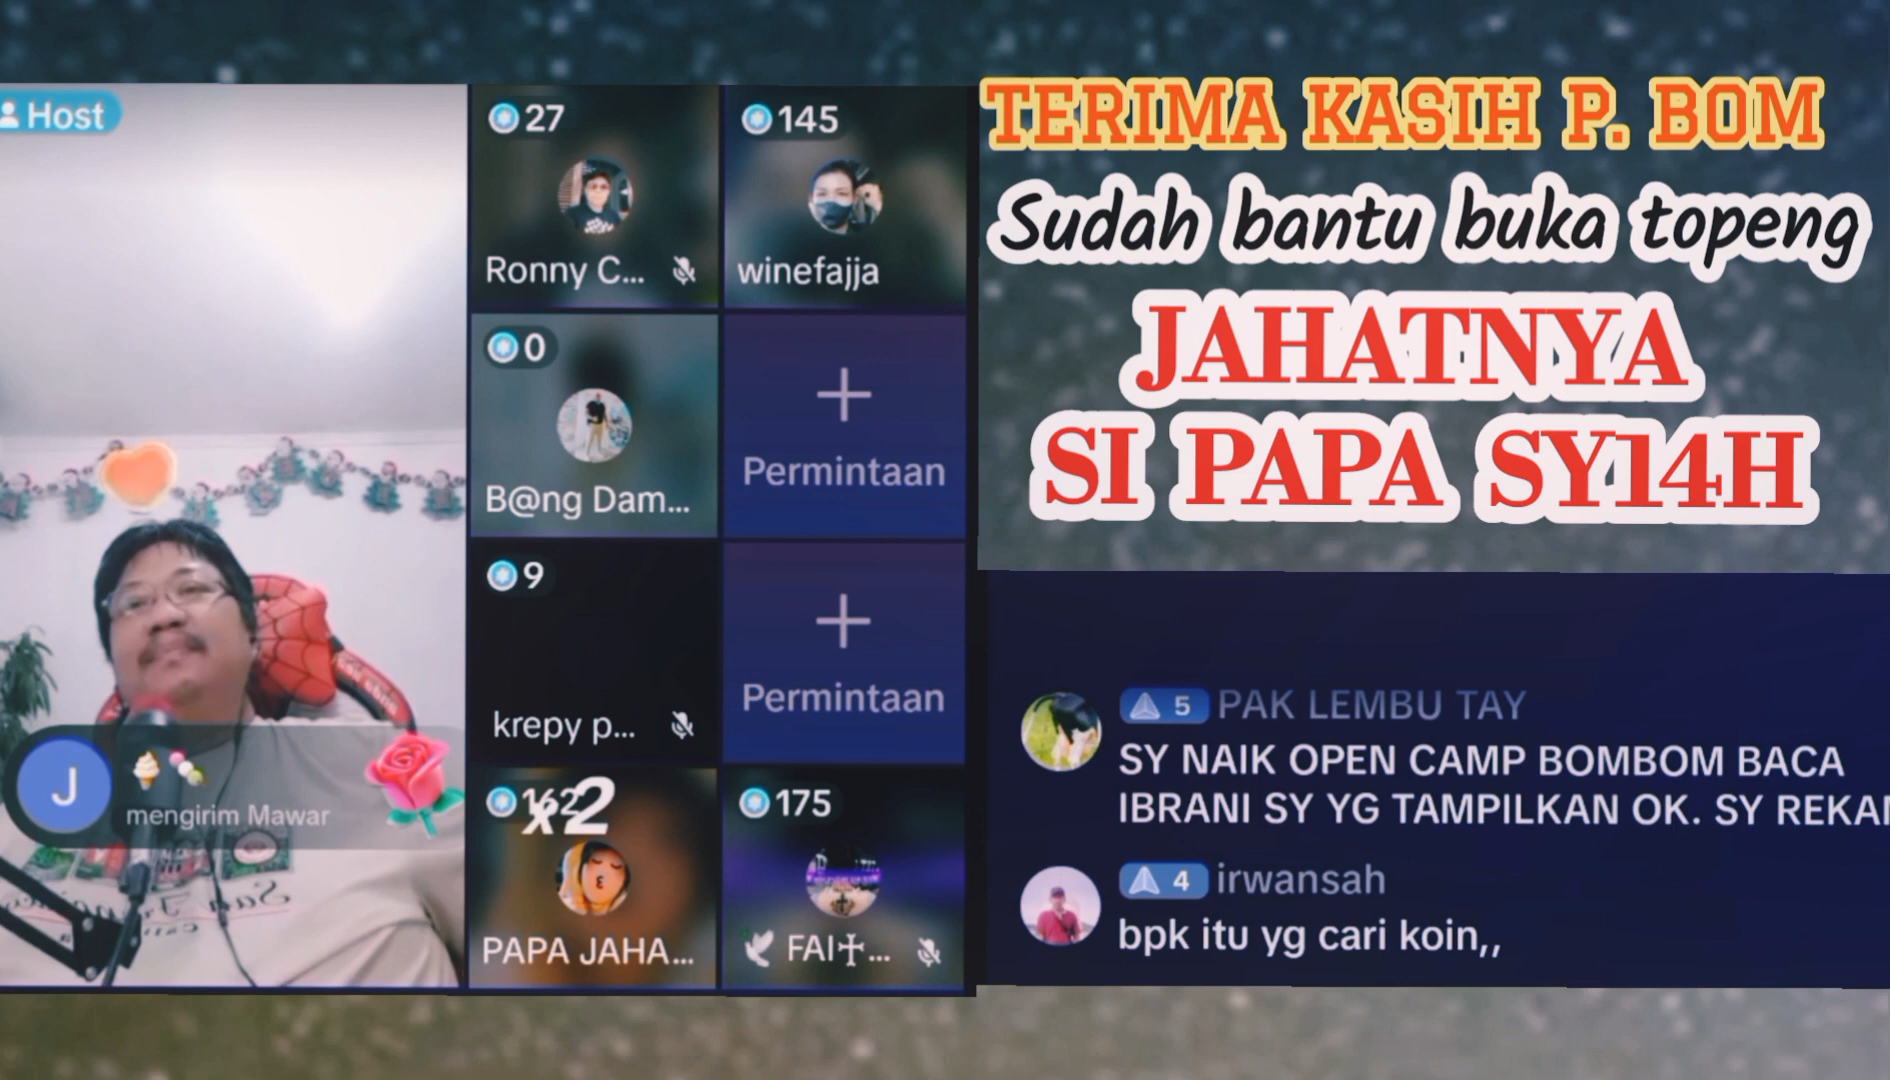 Host
27
Ronny C...
145
winefajja
0
B@ng Dam...
Permintaan
9
krepy p...
Permintaan
J
mengirim Mawar
162
x2
PAPA JAHA...
175
FAI✝...
TERIMA KASIH P. BOM
Sudah bantu buka topeng
JAHATNYA
SI PAPA SY14H
5 PAK LEMBU TAY
SY NAIK OPEN CAMP BOMBOM BACA
IBRANI SY YG TAMPILKAN OK. SY REKAM
4 irwansah
bpk itu yg cari koin,,